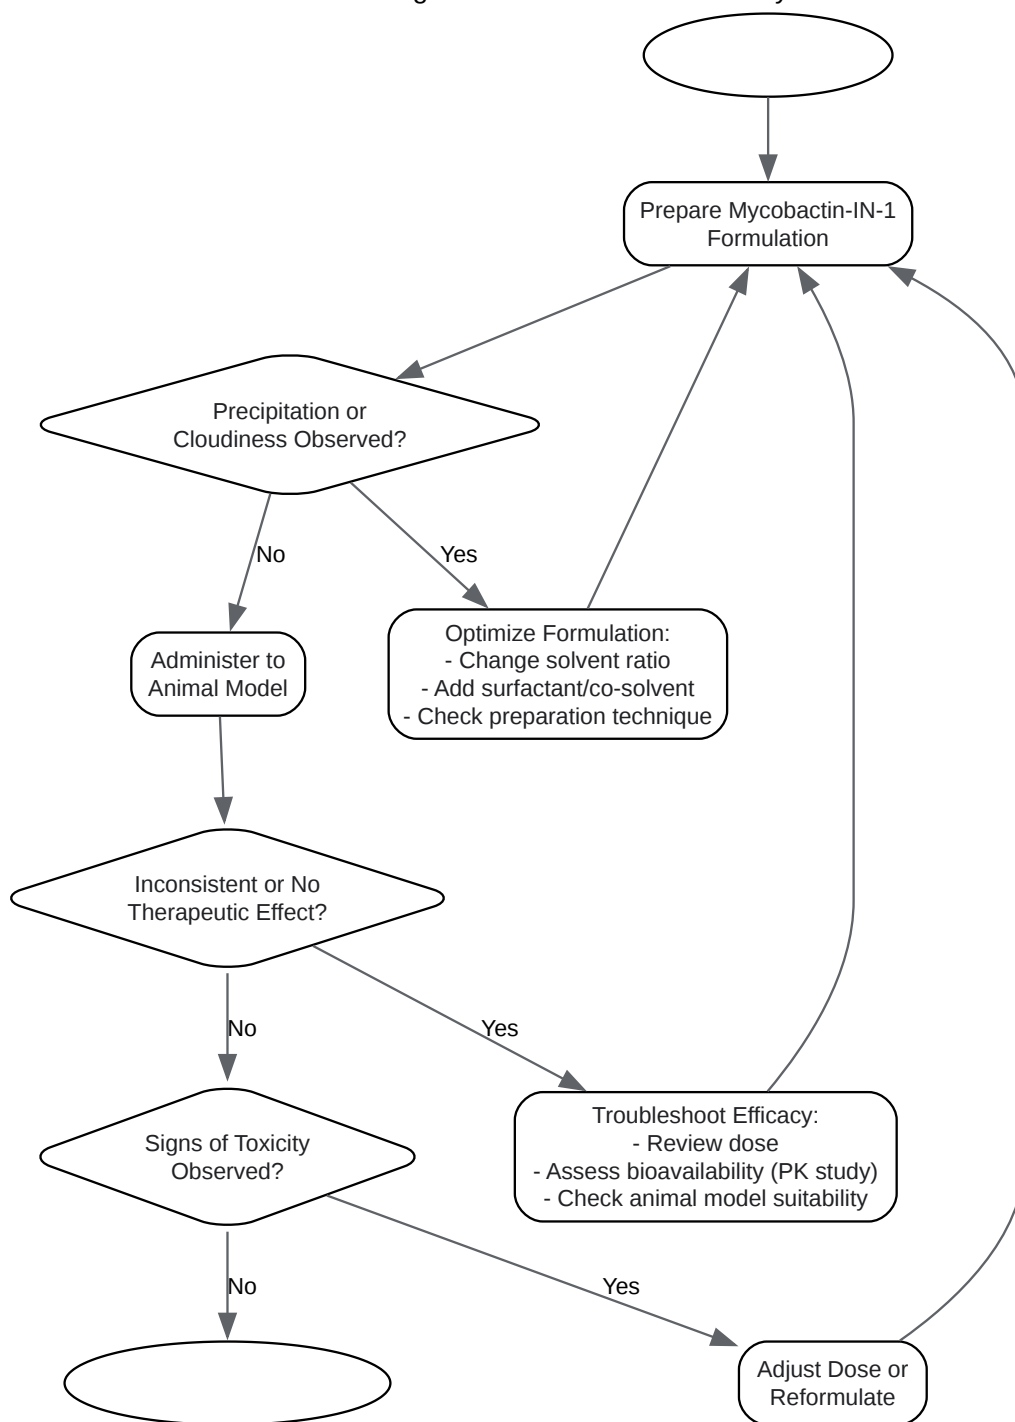 Prepare Mycobactin-IN-1
Formulation
Precipitation or
Cloudiness Observed?
No
Yes
Optimize Formulation:
- Change solvent ratio
- Add surfactant/co-solvent
- Check preparation technique
Administer to
Animal Model
Inconsistent or No
Therapeutic Effect?
No
Yes
Troubleshoot Efficacy:
- Review dose
- Assess bioavailability (PK study)
- Check animal model suitability
Signs of Toxicity
Observed?
No
Yes
Adjust Dose or
Reformulate